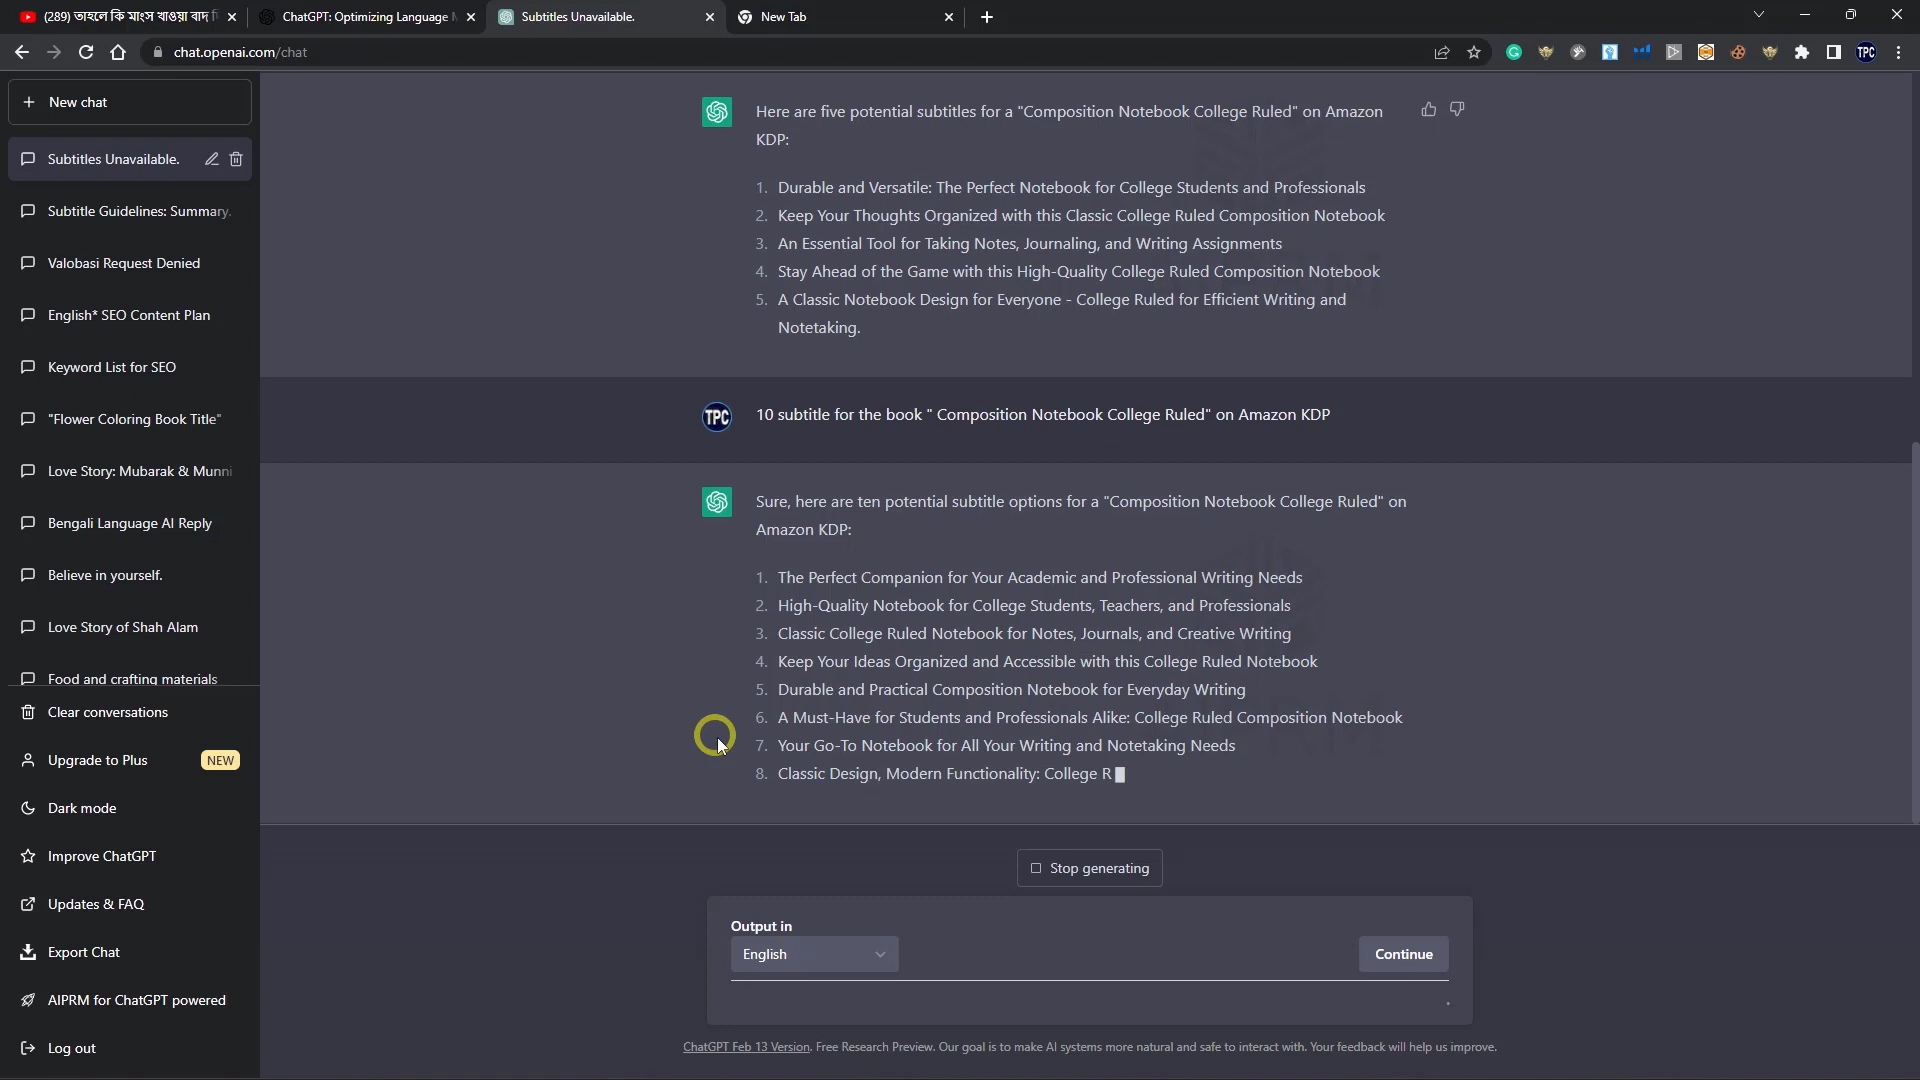 (289) তাহলে কি মাংস খাওয়া বাদ
ChatGPT: Optimizing Language
Subtitles Unavailable.
New Tab
chat.openai.com/chat
TPC
New chat
Subtitles Unavailable.
Subtitle Guidelines: Summary.
Valobasi Request Denied
English* SEO Content Plan
Keyword List for SEO
"Flower Coloring Book Title"
Love Story: Mubarak & Munni
Bengali Language AI Reply
Believe in yourself.
Love Story of Shah Alam
Food and crafting materials
Clear conversations
Upgrade to Plus NEW
Dark mode
Improve ChatGPT
Updates & FAQ
Export Chat
AIPRM for ChatGPT powered
Log out
Here are five potential subtitles for a "Composition Notebook College Ruled" on Amazon
KDP:
1. Durable and Versatile: The Perfect Notebook for College Students and Professionals
2. Keep Your Thoughts Organized with this Classic College Ruled Composition Notebook
3. An Essential Tool for Taking Notes, Journaling, and Writing Assignments
4. Stay Ahead of the Game with this High-Quality College Ruled Composition Notebook
5. A Classic Notebook Design for Everyone - College Ruled for Efficient Writing and
Notetaking.
TPC
10 subtitle for the book " Composition Notebook College Ruled" on Amazon KDP
Sure, here are ten potential subtitle options for a "Composition Notebook College Ruled" on
Amazon KDP:
1. The Perfect Companion for Your Academic and Professional Writing Needs
2. High-Quality Notebook for College Students, Teachers, and Professionals
3. Classic College Ruled Notebook for Notes, Journals, and Creative Writing
4. Keep Your Ideas Organized and Accessible with this College Ruled Notebook
5. Durable and Practical Composition Notebook for Everyday Writing
6. A Must-Have for Students and Professionals Alike: College Ruled Composition Notebook
7. Your Go-To Notebook for All Your Writing and Notetaking Needs
8. Classic Design, Modern Functionality: College R
Stop generating
Output in
English
Continue
ChatGPT Feb 13 Version. Free Research Preview. Our goal is to make AI systems more natural and safe to interact with. Your feedback will help us improve.